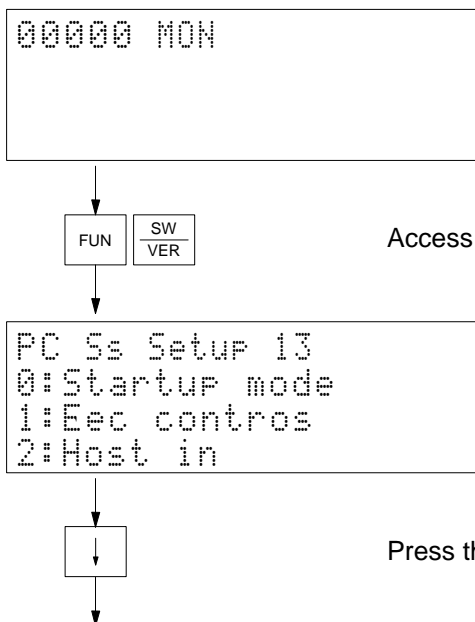 00000 MON
FUN
SW
VER
Access
PC Ss Setup 13
0:Startup mode
1:Eec contros
2:Host in
Press th